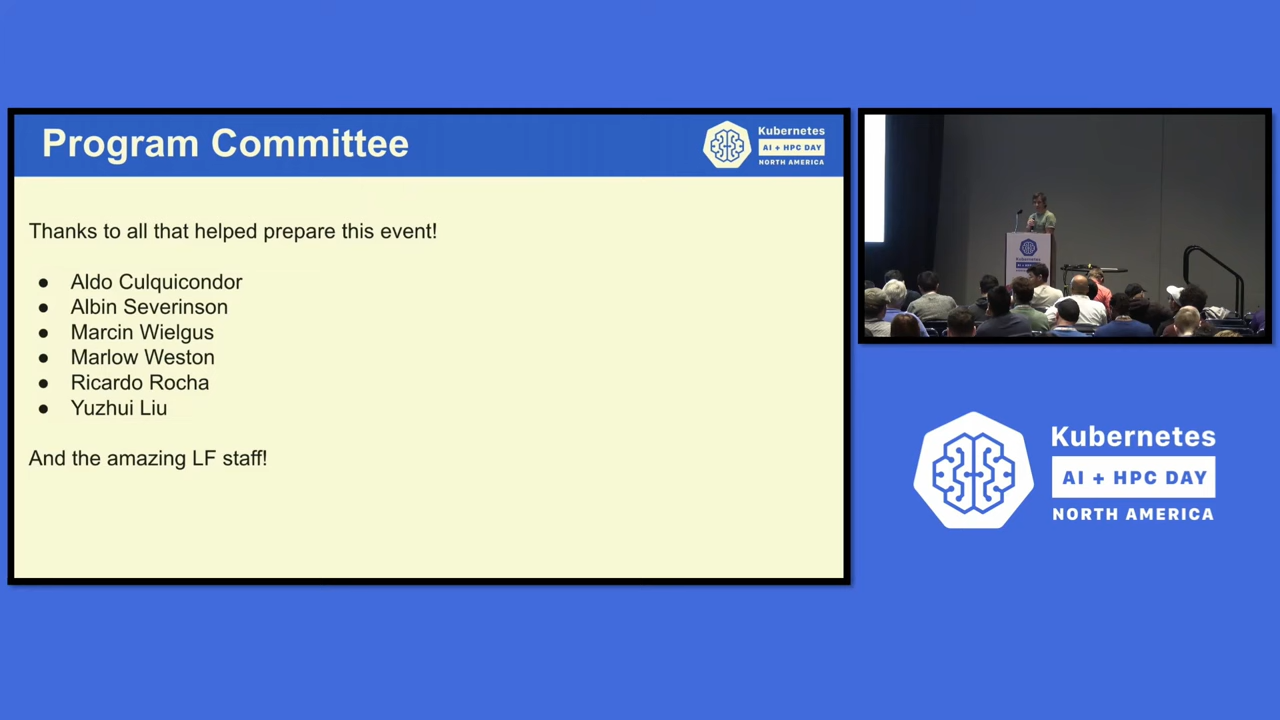 Program Committee
Kubernetes
AI + HPC DAY
NORTH AMERICA
Thanks to all that helped prepare this event!
● Aldo Culquicondor
● Albin Severinson
● Marcin Wielgus
● Marlow Weston
● Ricardo Rocha
● Yuzhui Liu
And the amazing LF staff!
Kubernetes
Kubernetes
AI + HPC DAY
NORTH AMERICA